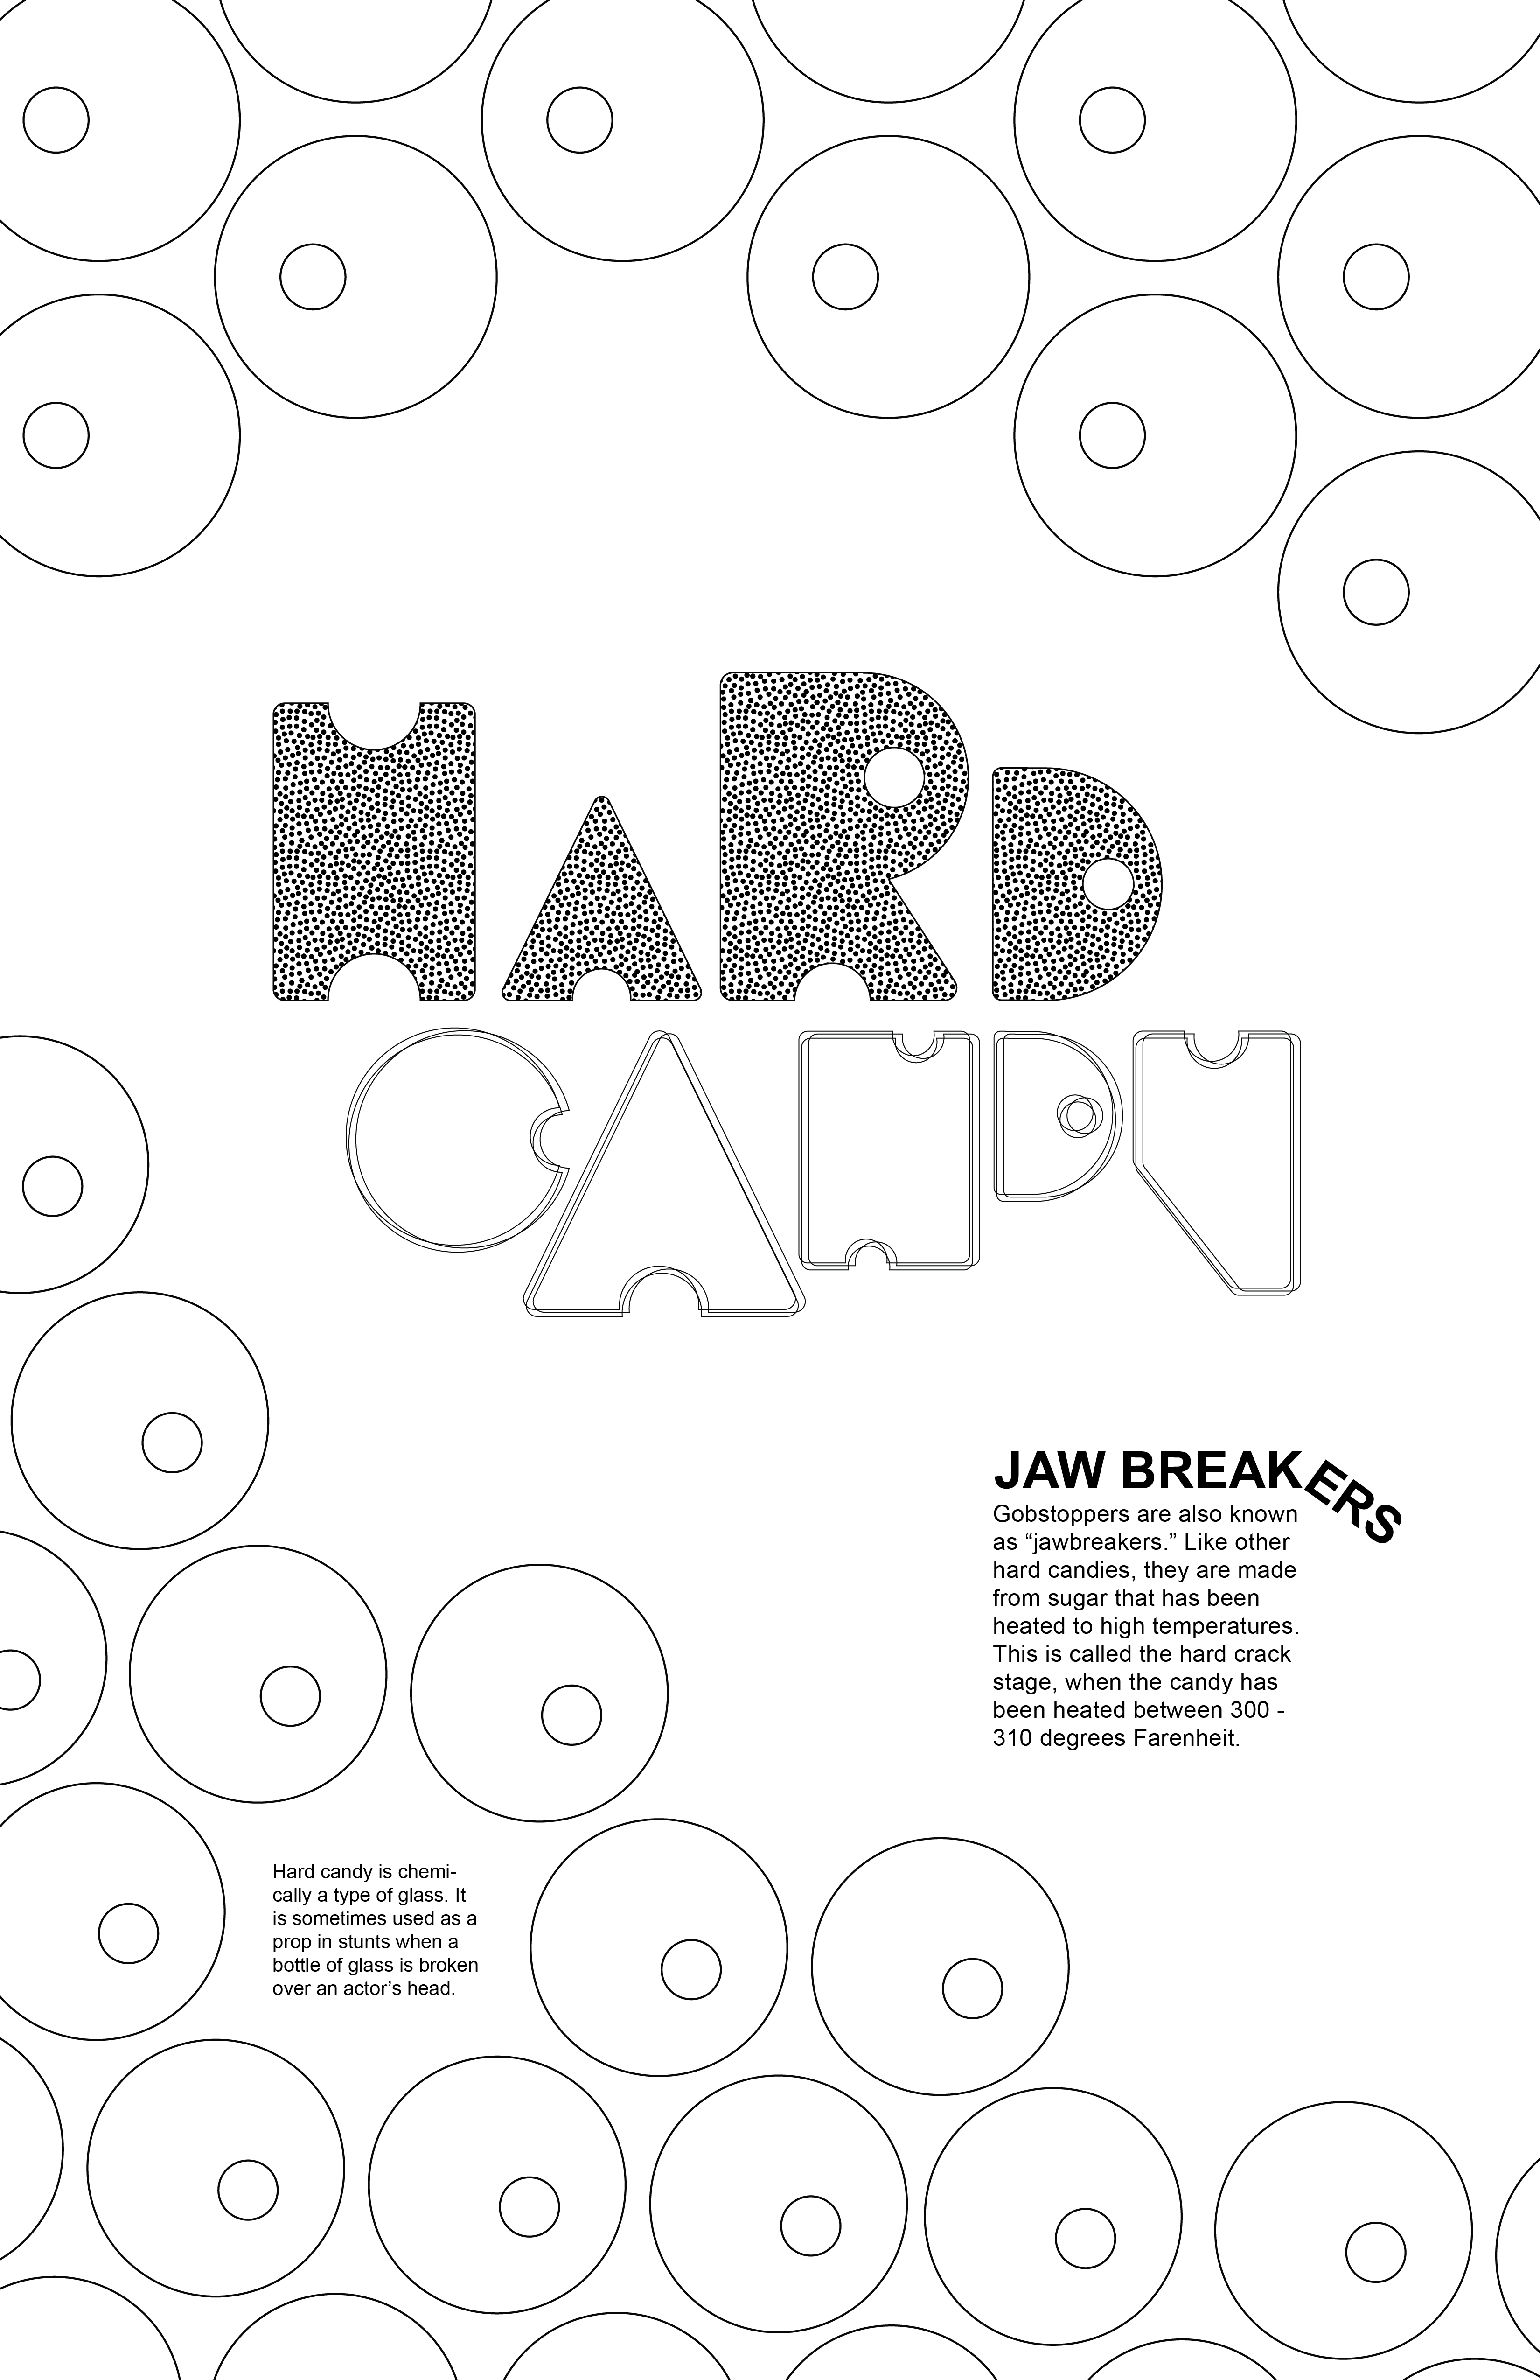 HARD
CANDY
JAW BREAKERS
Gobstoppers are also known
as “jawbreakers.” Like other
hard candies, they are made
from sugar that has been
heated to high temperatures.
This is called the hard crack
stage, when the candy has
been heated between 300 -
310 degrees Farenheit.
Hard candy is chemi-
cally a type of glass. It
is sometimes used as a
prop in stunts when a
bottle of glass is broken
over an actor’s head.